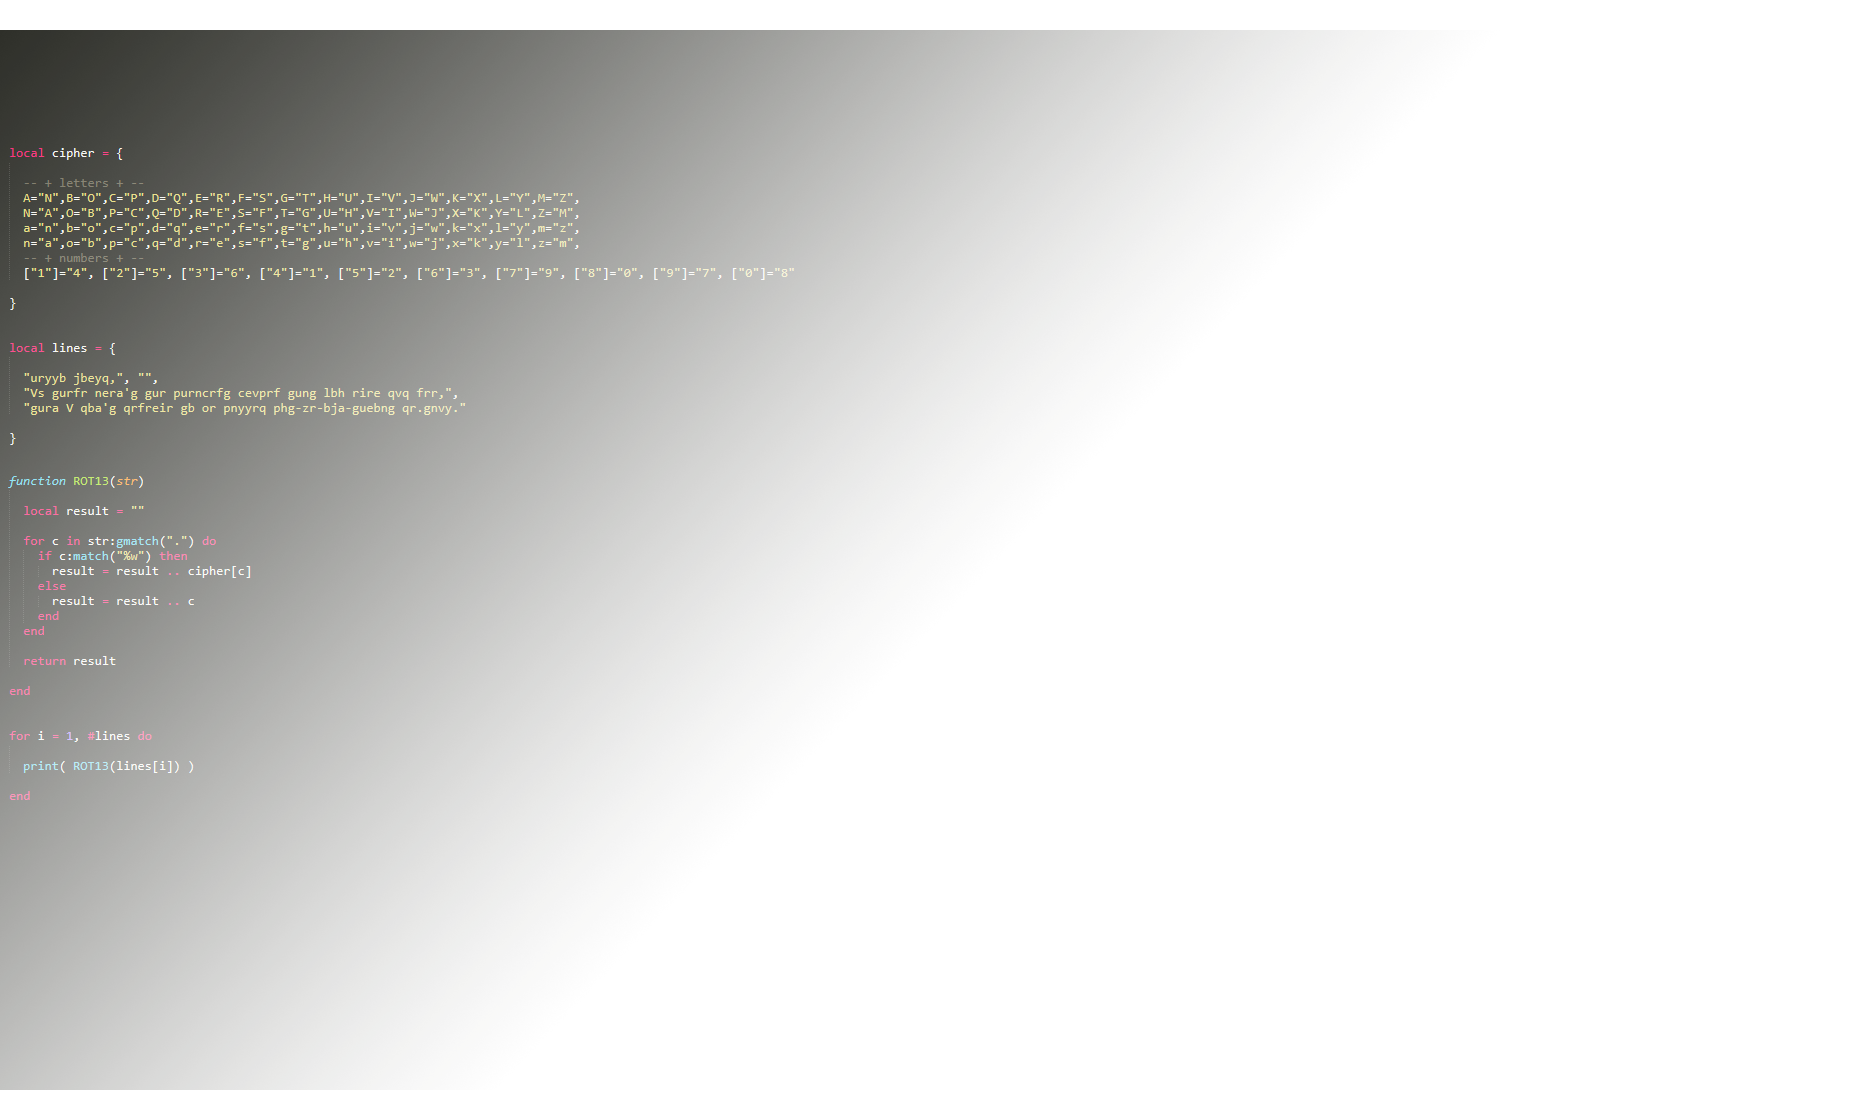 local cipher = {
-- + letters + --
A="N",B="O",C="P",D="Q",E="R",F="S",G="T",H="U",I="V",J="W",K="X",L="Y",M="Z",
N="A",O="B",P="C",Q="D",R="E",S="F",T="G",U="H",V="I",W="J",X="K",Y="L",Z="M",
a="n",b="o",c="p",d="q",e="r",f="s",g="t",h="u",i="v",j="w",k="x",l="y",m="z",
n="a",o="b",p="c",q="d",r="e",s="f",t="g",u="h",v="i",w="j",x="k",y="l",z="m",
-- + numbers + --
["1"]="4", ["2"]="5", ["3"]="6", ["4"]="1", ["5"]="2", ["6"]="3", ["7"]="9", ["8"]="0", ["9"]="7", ["0"]="8"
}
local lines = {
"uryyb jbeyq,", "",
"Vs gurfr nera'g gur purncrfg cevprf gung lbh rire qvq frr,",
"gura V qba'g qrfreir gb or pnyyrq phg-zr-bja-guebng qr.gnvy."
}
function ROT13(str)
local result = ""
for c in str:gmatch(".") do
if c:match("%w") then
result = result .. cipher[c]
else
result = result .. c
end
end
return result
end
for i = 1, #lines do
print( ROT13(lines[i]) )
end